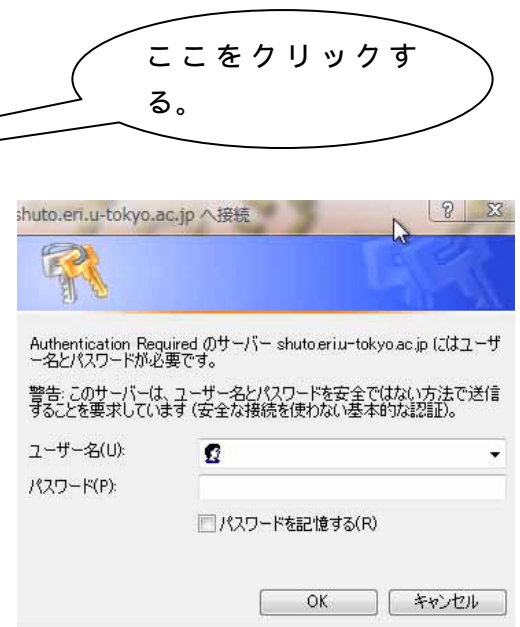 ここをクリックす
る。
shuto.eri.u-tokyo.ac.jp へ接続
Authentication Required のサーバー shuto.eri.u-tokyo.ac.jp にはユーザ
ー名とパスワードが必要です。
警告: このサーバーは、ユーザー名とパスワードを安全ではない方法で送信
することを要求しています (安全な接続を使わない基本的な認証)。
ユーザー名(U):
パスワード(P):
パスワードを記憶する(R)
OK キャンセル